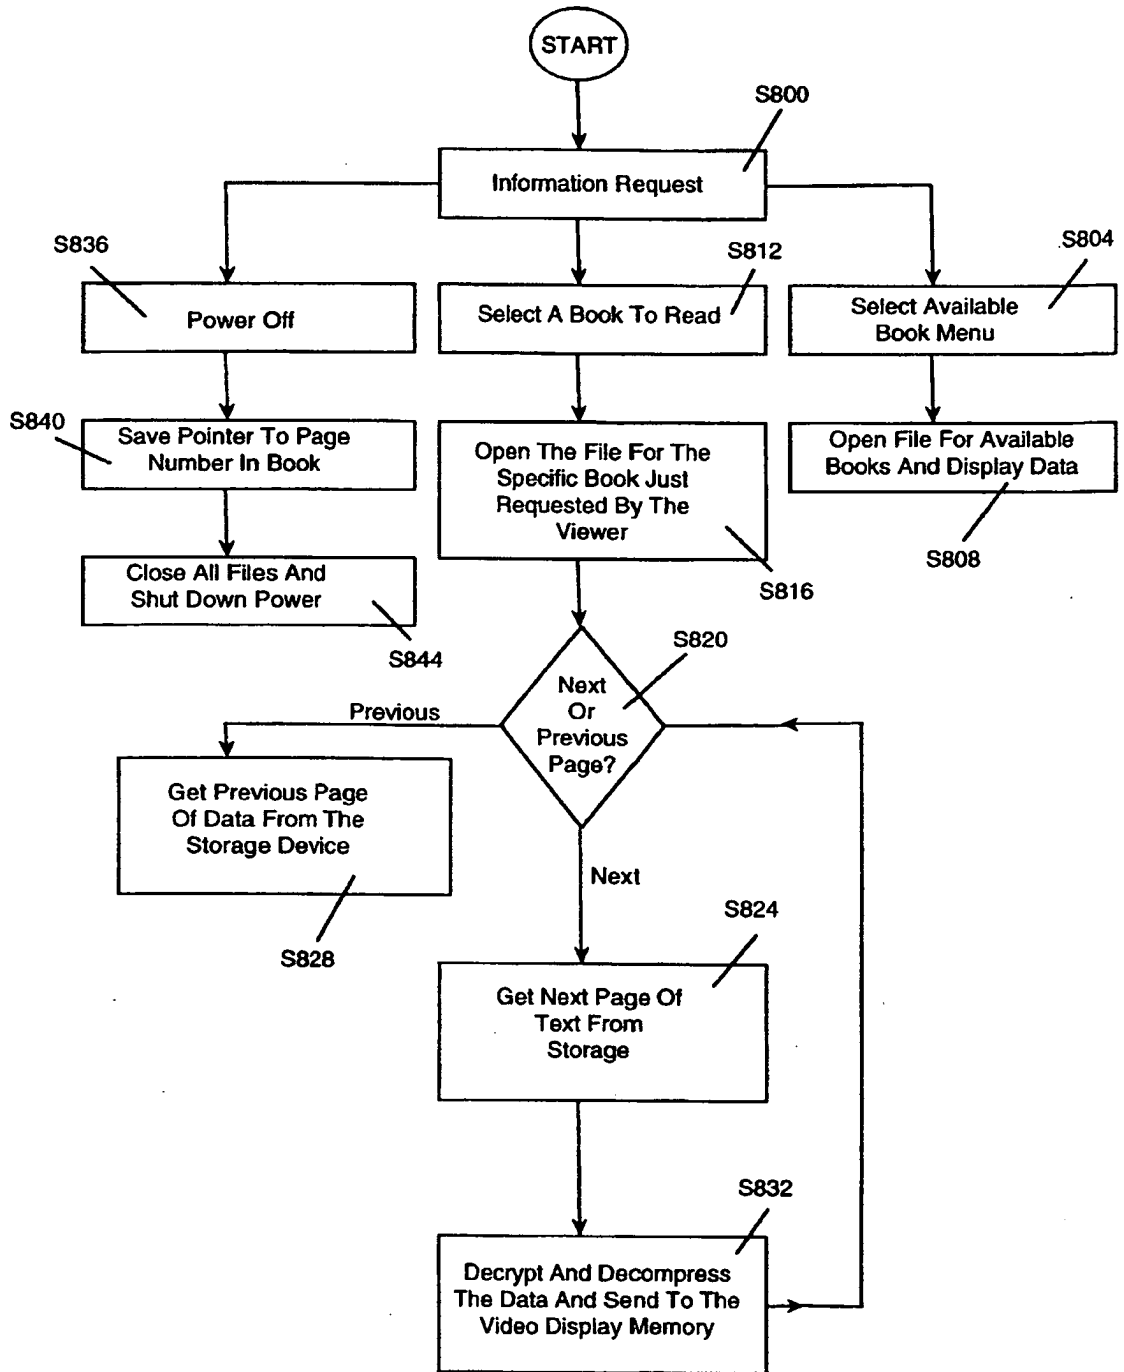 START
S800
Information Request
S836
S812
S804
Power Off
Select A Book To Read
Select Available
Book Menu
S840
Save Pointer To Page
Number In Book
Open The File For The
Specific Book Just
Requested By The
Viewer
Open File For Available
Books And Display Data
S808
S816
Close All Files And
Shut Down Power
S844
S820
Next
Or
Previous
Page?
Previous
Get Previous Page
Of Data From The
Storage Device
S828
Next
S824
Get Next Page Of
Text From
Storage
S832
Decrypt And Decompress
The Data And Send To The
Video Display Memory